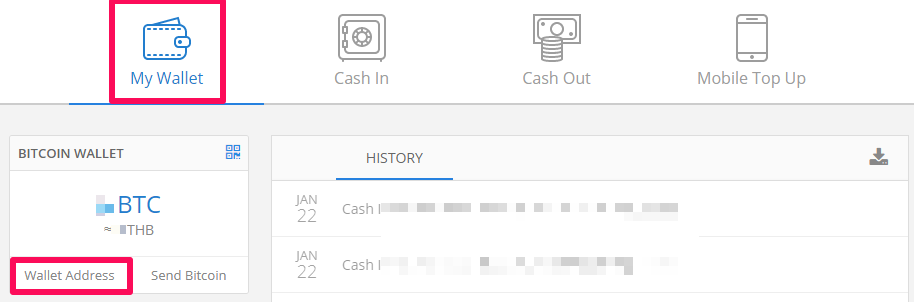 My Wallet
Cash In
Cash Out
Mobile Top Up
BITCOIN WALLET
BTC
≈ THB
Wallet Address
Send Bitcoin
HISTORY
JAN
22
Cash
JAN
22
Cash